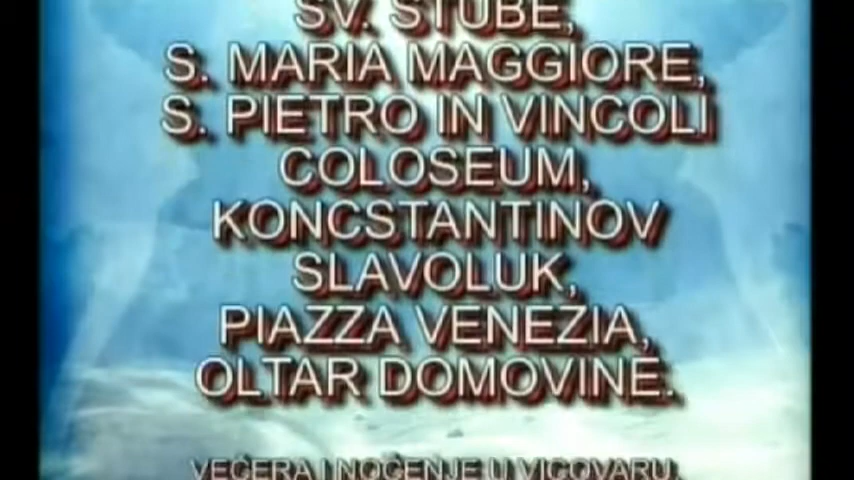 SV. STUBE,
S. MARIA MAGGIORE,
S. PIETRO IN VINCOLI
COLOSEUM,
KONCSTANTINOV
SLAVOLUK,
PIAZZA VENEZIA,
OLTAR DOMOVINE.
VEČERA I NOĆENJE U VICOVARU.